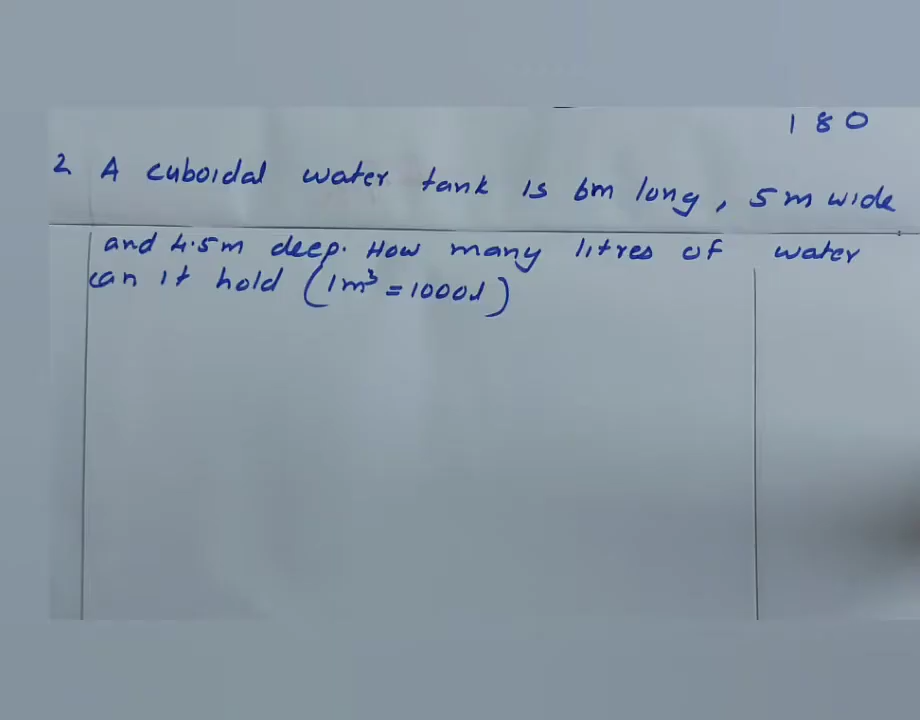 180
2 A cuboidal water tank is 6m long, 5m wide
and 4.5m deep. How many litres of water
can it hold (1m³ = 1000l)